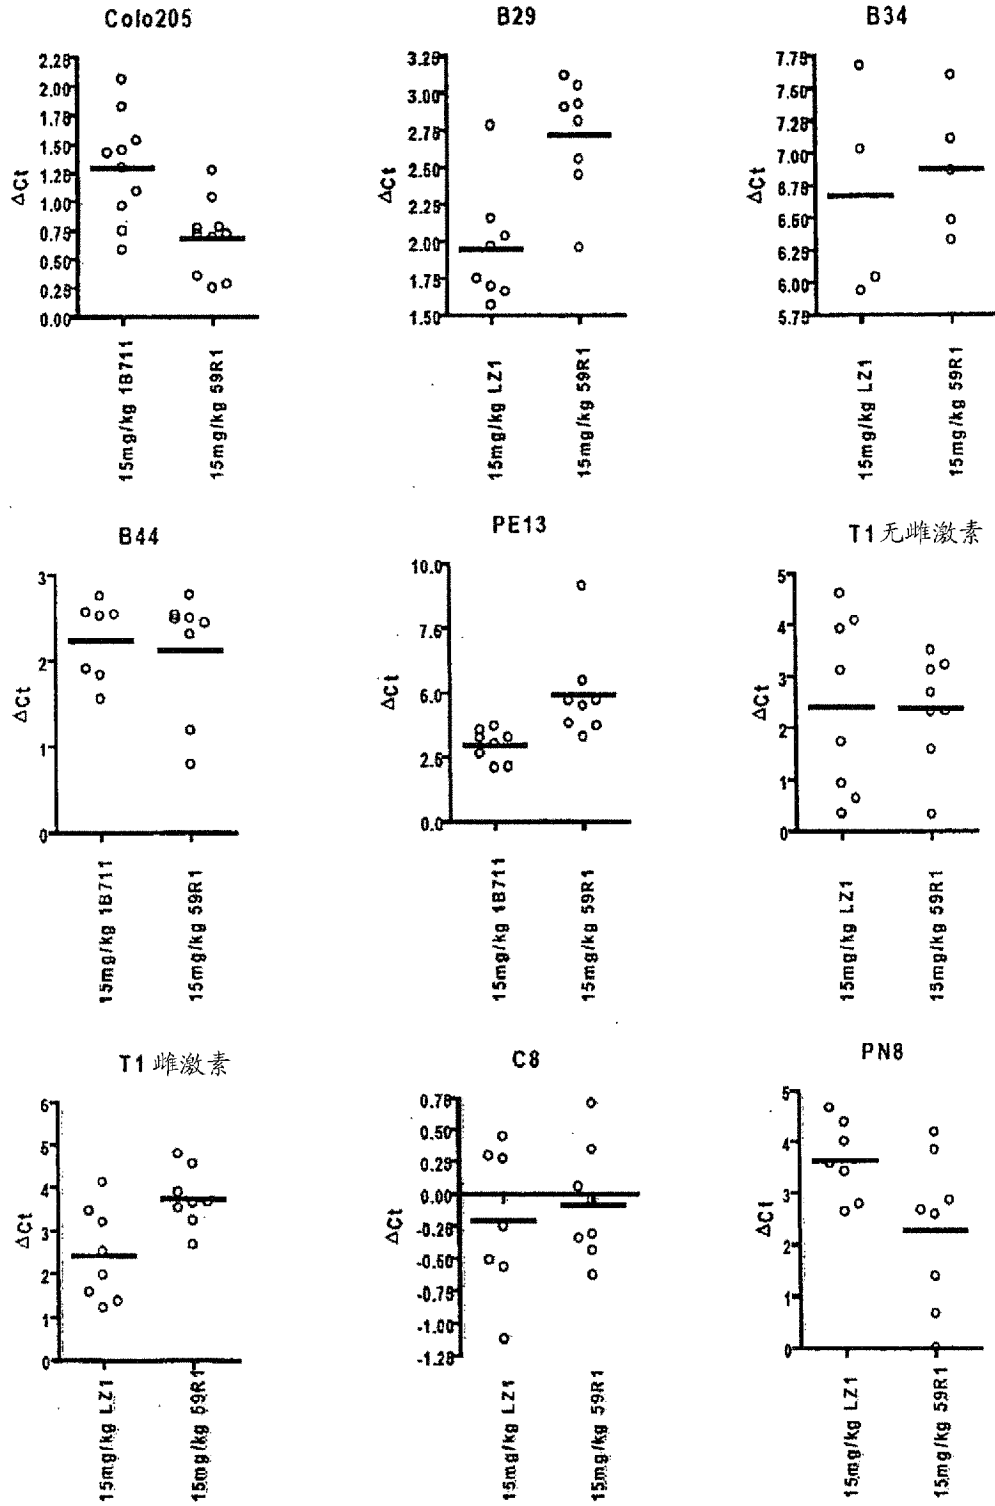 Colo205
2.25
2.00
1.75
1.50
1.25
1.00
0.75
0.50
0.25
0.00
ΔCt
15mg/kg 1B711
15mg/kg 59R1
B29
3.25
3.00
2.75
2.50
2.25
2.00
1.75
1.50
ΔCt
15mg/kg LZ1
15mg/kg 59R1
B34
7.75
7.50
7.25
7.00
6.75
6.50
6.25
6.00
5.75
ΔCt
15mg/kg LZ1
15mg/kg 59R1
B44
3
2
1
0
ΔCt
15mg/kg 1B711
15mg/kg 59R1
PE13
10.0
7.5
5.0
2.5
0.0
ΔCt
15mg/kg 1B711
15mg/kg 59R1
T1 无雌激素
5
4
3
2
1
0
ΔCt
15mg/kg LZ1
15mg/kg 59R1
T1 雌激素
6
5
4
3
2
1
0
ΔCt
15mg/kg LZ1
15mg/kg 59R1
C8
0.75
0.50
0.25
0.00
-0.25
-0.50
-0.75
-1.00
-1.25
ΔCt
15mg/kg LZ1
15mg/kg 59R1
PN8
5
4
3
2
1
0
ΔCt
15mg/kg LZ1
15mg/kg 59R1